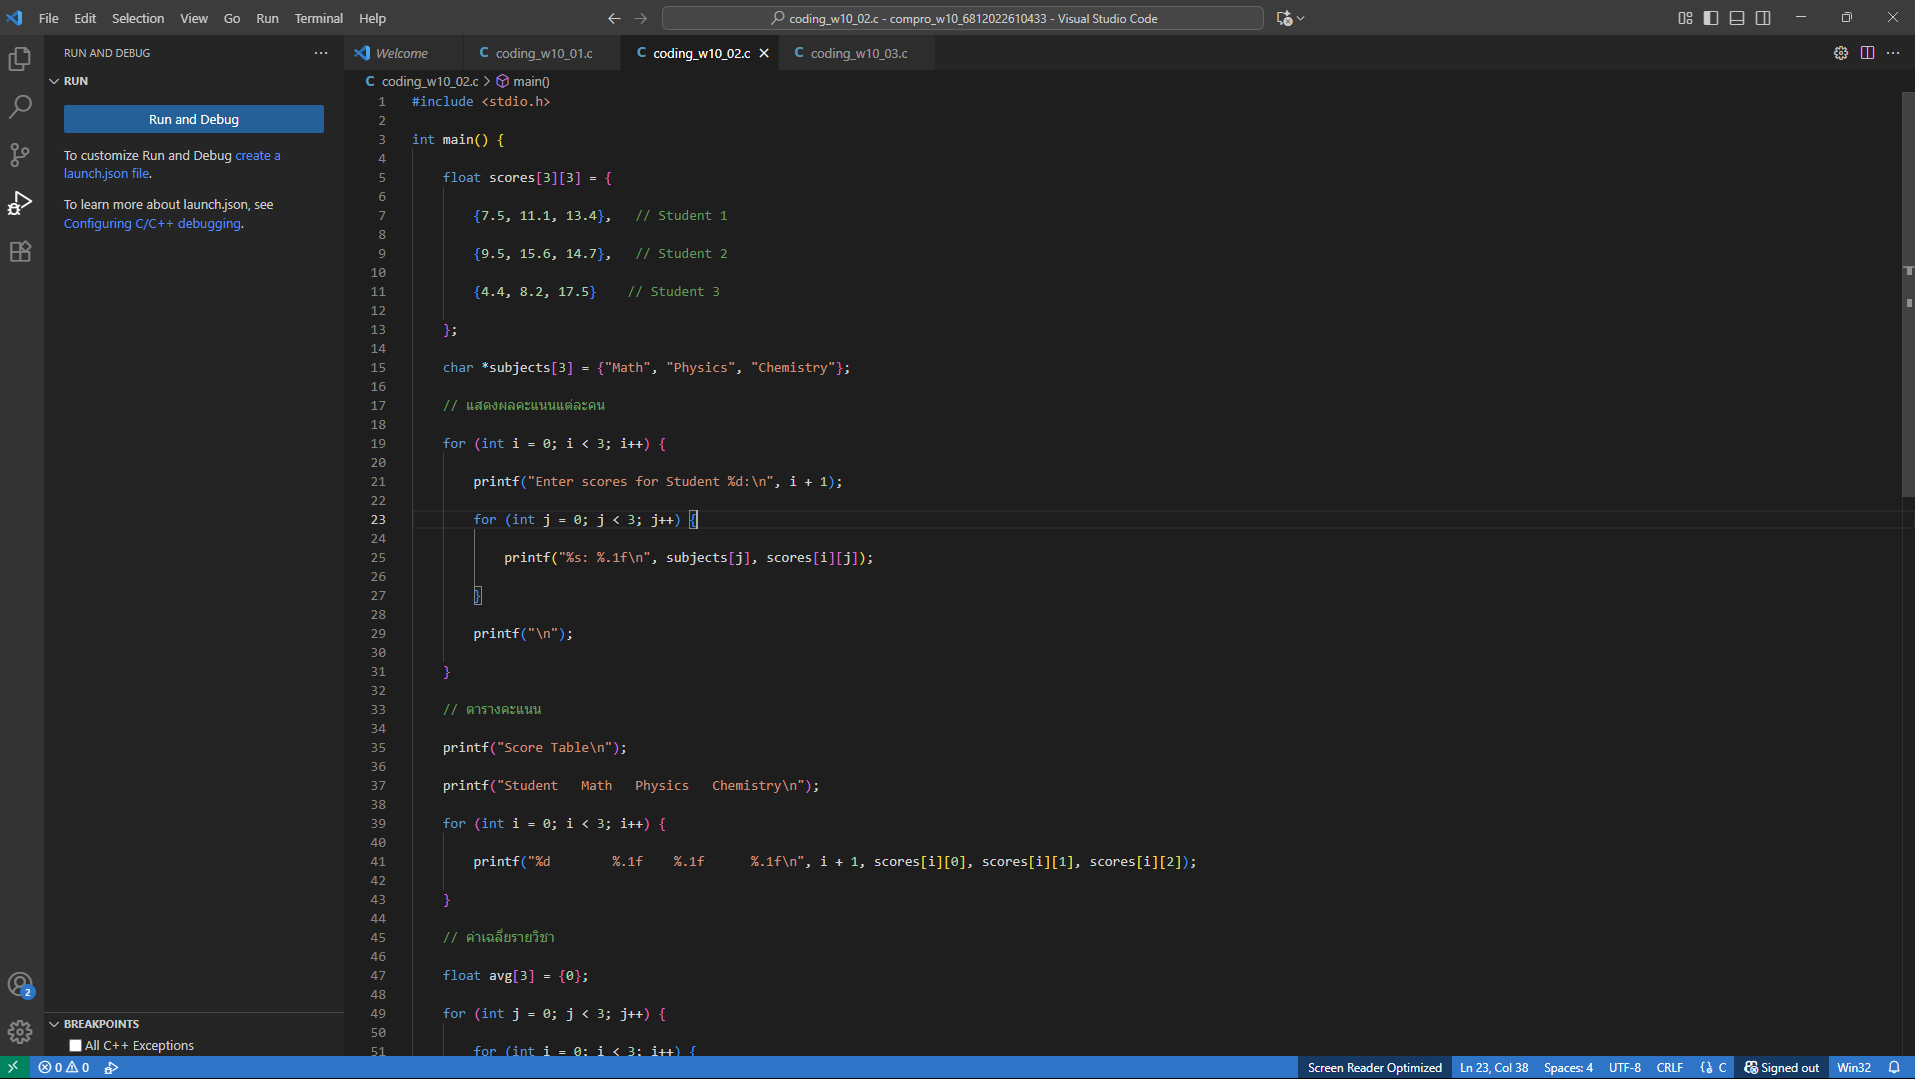 File Edit Selection View Go Run Terminal Help
coding_w10_02.c - compro_w10_6812022610433 - Visual Studio Code
RUN AND DEBUG
RUN
Run and Debug
To customize Run and Debug create a
launch.json file.
To learn more about launch.json, see
Configuring C/C++ debugging.
BREAKPOINTS
All C++ Exceptions
2
Welcome
C coding_w10_01.c
C coding_w10_02.c
C coding_w10_03.c
C coding_w10_02.c > main()
1 #include <stdio.h>
2
3 int main() {
4
5 float scores[3][3] = {
6
7 {7.5, 11.1, 13.4}, // Student 1
8
9 {9.5, 15.6, 14.7}, // Student 2
10
11 {4.4, 8.2, 17.5} // Student 3
12
13 };
14
15 char *subjects[3] = {"Math", "Physics", "Chemistry"};
16
17 // แสดงผลคะแนนแต่ละคน
18
19 for (int i = 0; i < 3; i++) {
20
21 printf("Enter scores for Student %d:\n", i + 1);
22
23 for (int j = 0; j < 3; j++) {
24
25 printf("%s: %.1f\n", subjects[j], scores[i][j]);
26
27 }
28
29 printf("\n");
30
31 }
32
33 // ตารางคะแนน
34
35 printf("Score Table\n");
36
37 printf("Student   Math   Physics   Chemistry\n");
38
39 for (int i = 0; i < 3; i++) {
40
41 printf("%d        %.1f    %.1f      %.1f\n", i + 1, scores[i][0], scores[i][1], scores[i][2]);
42
43 }
44
45 // ค่าเฉลี่ยรายวิชา
46
47 float avg[3] = {0};
48
49 for (int j = 0; j < 3; j++) {
50
51 for (int i = 0; i < 3; i++) {
0 0 Screen Reader Optimized Ln 23, Col 38 Spaces: 4 UTF-8 CRLF {} C Signed out Win32